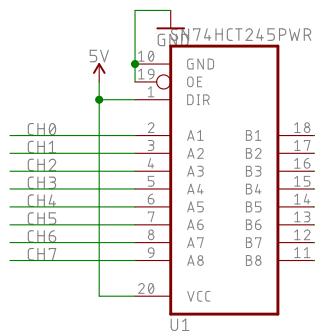 SN74HCT245PWR
GND
5V
10 GND
19 OE
1 DIR
CH0 2 A1 B1 18
CH1 3 A2 B2 17
CH2 4 A3 B3 16
CH3 5 A4 B4 15
CH4 6 A5 B5 14
CH5 7 A6 B6 13
CH6 8 A7 B7 12
CH7 9 A8 B8 11
20 VCC
U1